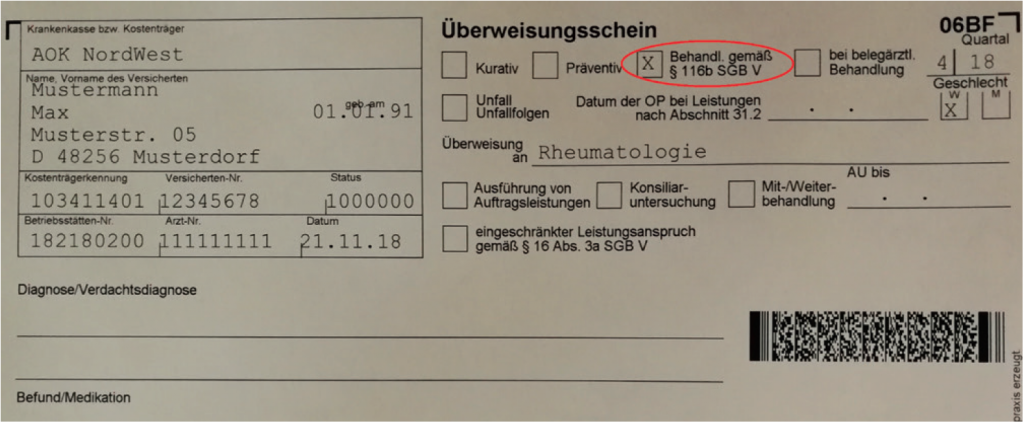 Krankenkasse bzw. Kostenträger
AOK NordWest
Name, Vorname des Versicherten
Mustermann
geb. am
Max 01.01.91
Musterstr. 05
D 48256 Musterdorf
Kostenträgerkennung Versicherten-Nr. Status
103411401 12345678 1000000
Betriebsstätten-Nr. Arzt-Nr. Datum
182180200 111111111 21.11.18
Überweisungsschein
06BF
Quartal
Kurativ
Präventiv
X Behandl. gemäß
§ 116b SGB V
bei belegärztl.
Behandlung
4 18
Geschlecht
W M
X
Unfall
Unfallfolgen
Datum der OP bei Leistungen
nach Abschnitt 31.2 . .
Überweisung
an Rheumatologie
AU bis
Ausführung von
Auftragsleistungen
Konsiliar-
untersuchung
Mit-/Weiter-
behandlung
. .
eingeschränkter Leistungsanspruch
gemäß § 16 Abs. 3a SGB V
Diagnose/Verdachtsdiagnose
Befund/Medikation
praxis erzeugt.